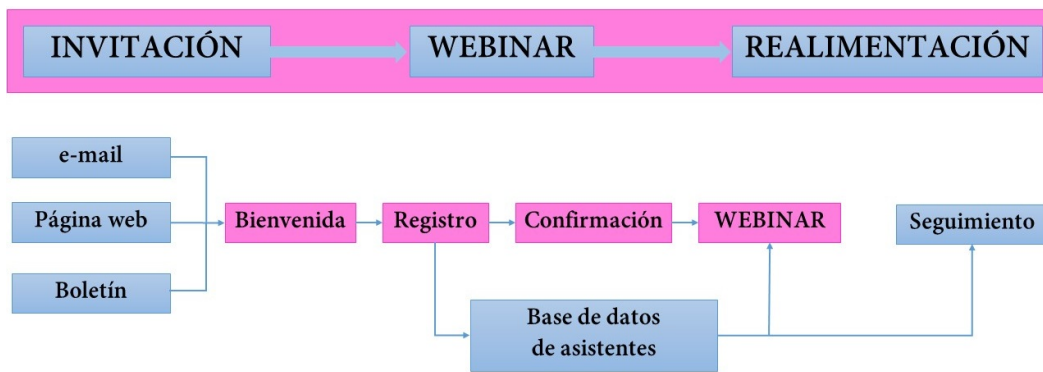 INVITACIÓN
WEBINAR
REALIMENTACIÓN
e-mail
Página web
Bienvenida
Registro
Confirmación
WEBINAR
Seguimiento
Boletín
Base de datos
de asistentes